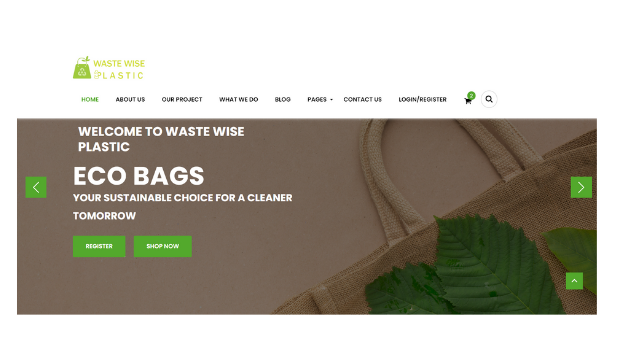 WASTE WISE
PLASTIC
HOME ABOUT US OUR PROJECT WHAT WE DO BLOG PAGES CONTACT US LOGIN/REGISTER
WELCOME TO WASTE WISE
PLASTIC
ECO BAGS
YOUR SUSTAINABLE CHOICE FOR A CLEANER
TOMORROW
REGISTER SHOP NOW